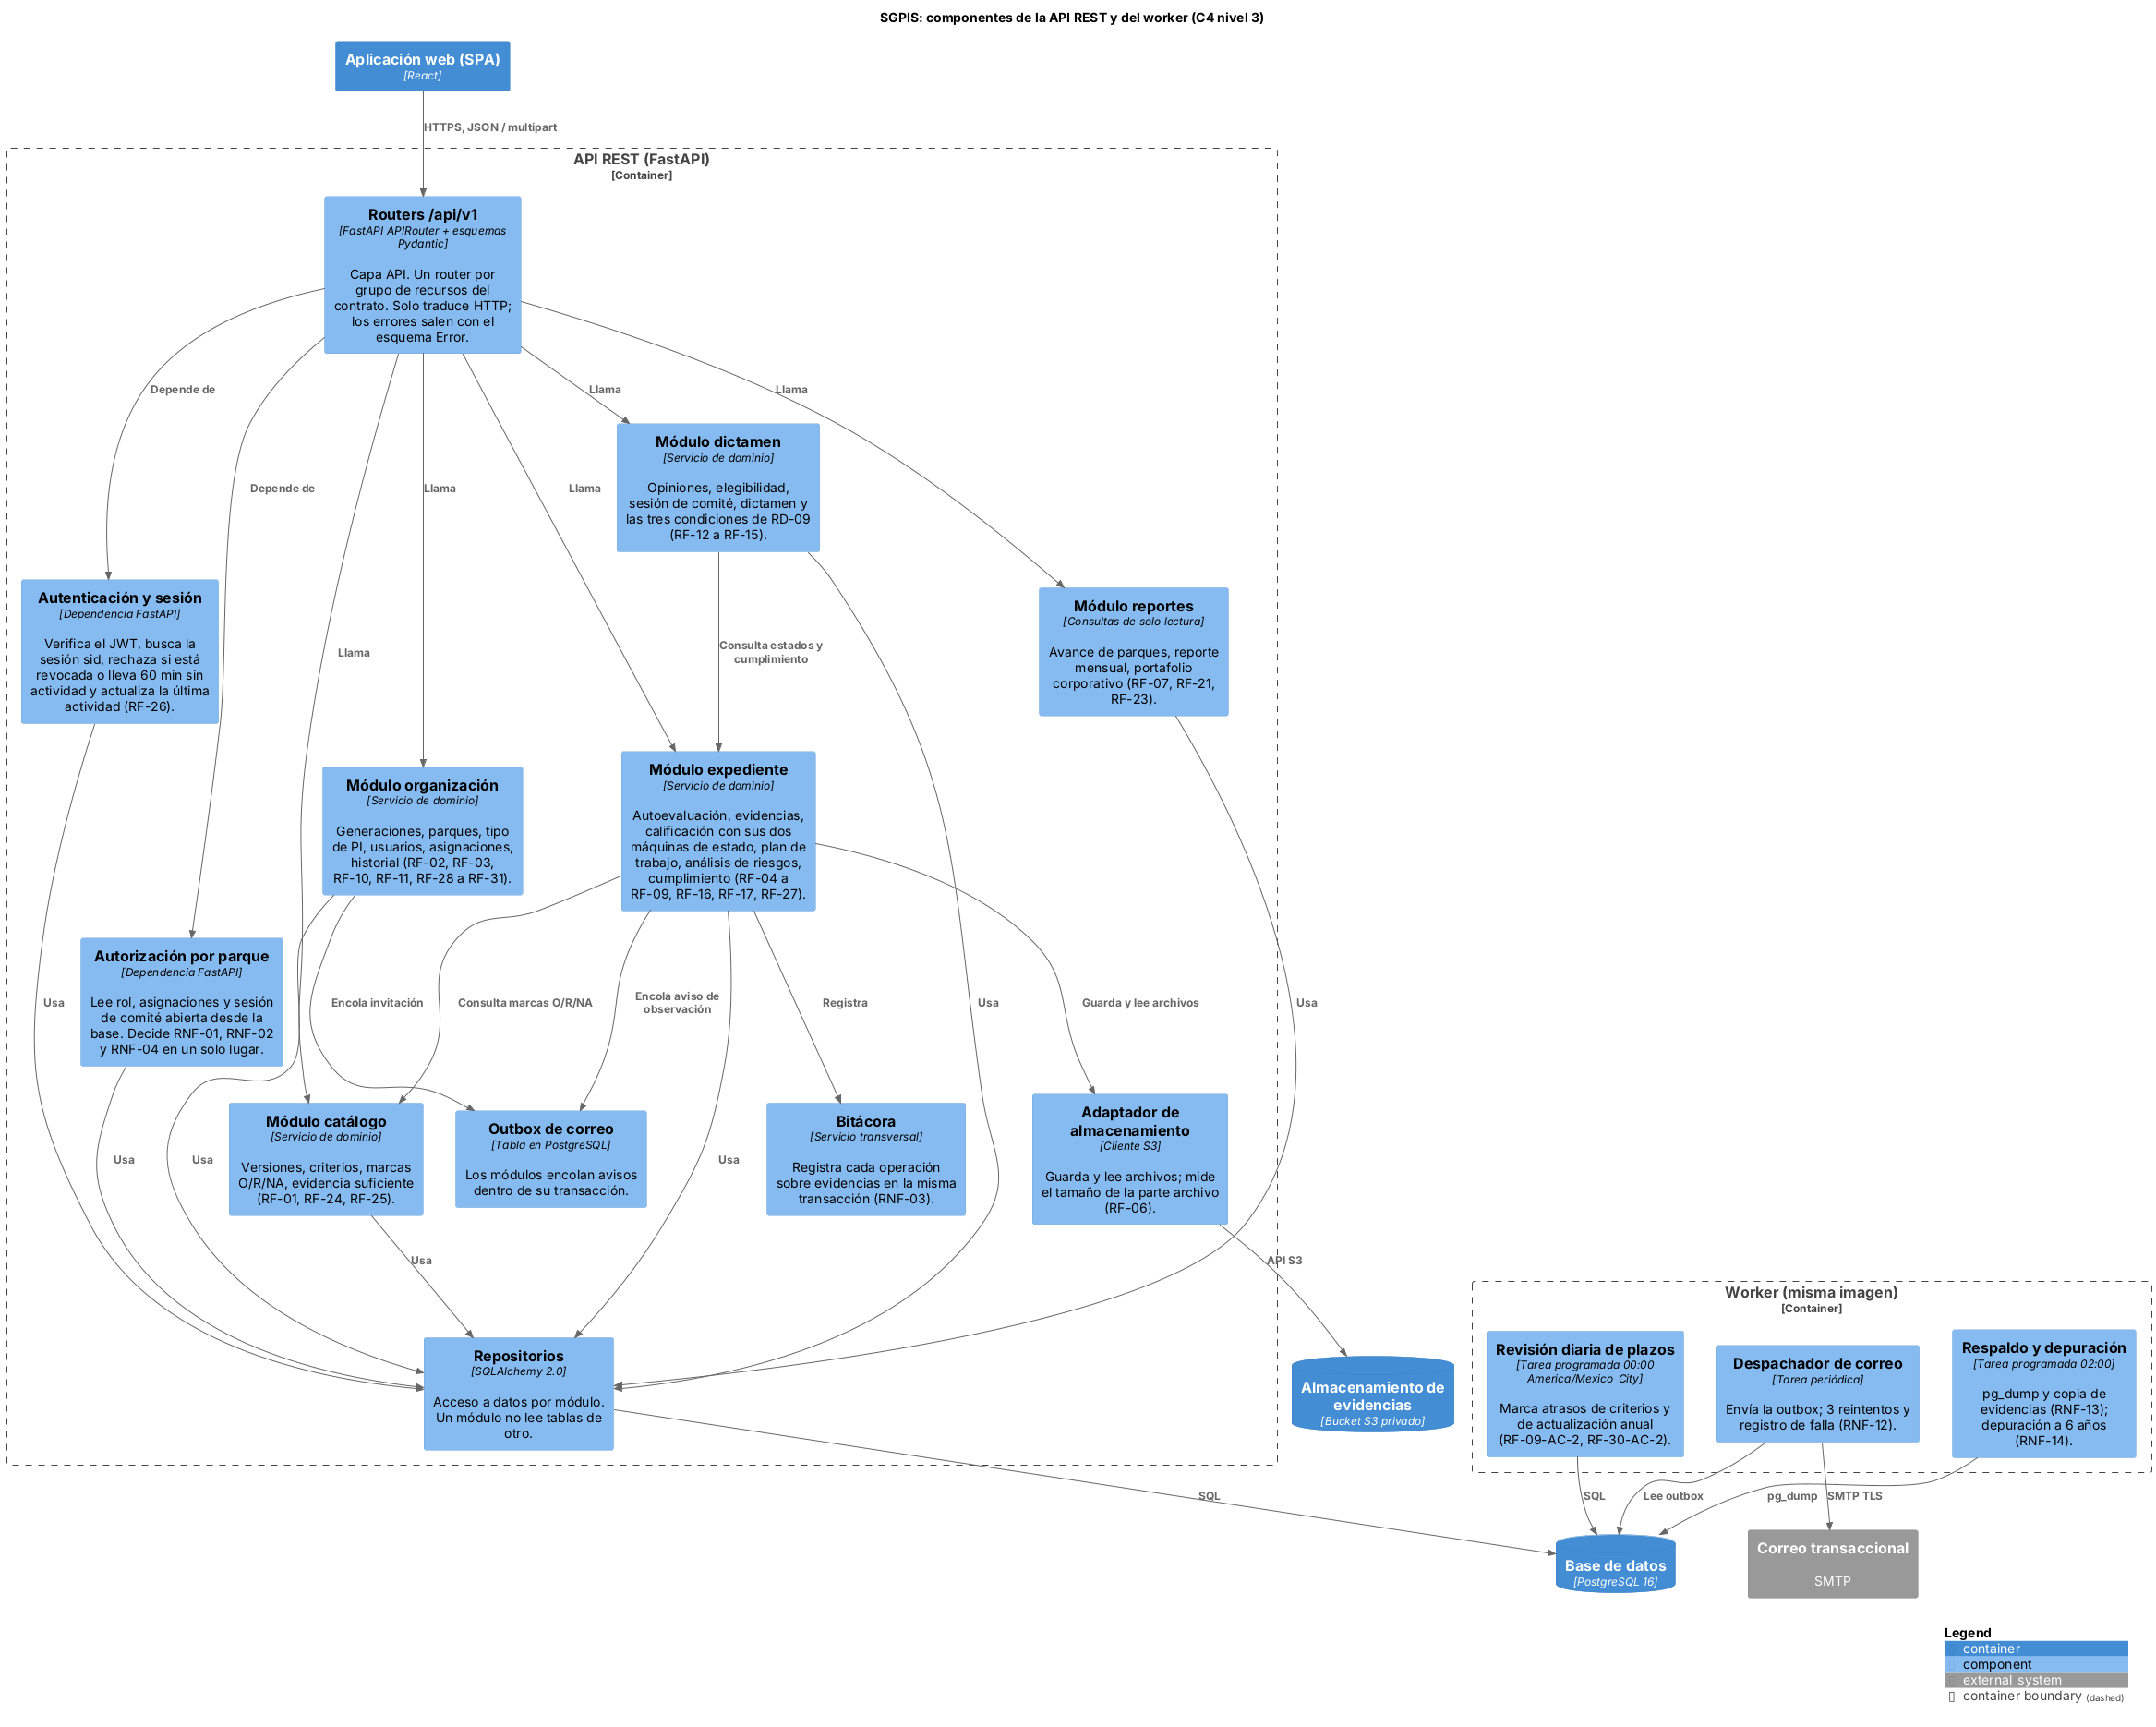 SGPIS: componentes de la API REST y del worker (C4 nivel 3)
Aplicación web (SPA)
[React]
HTTPS, JSON / multipart
API REST (FastAPI)
[Container]
Routers /api/v1
[FastAPI APIRouter + esquemas
Pydantic]
Capa API. Un router por
grupo de recursos del
contrato. Solo traduce HTTP;
los errores salen con el
esquema Error.
Depende de
Llama
Llama
Módulo dictamen
[Servicio de dominio]
Opiniones, elegibilidad,
sesión de comité, dictamen y
las tres condiciones de RD-09
(RF-12 a RF-15).
Depende de
Llama
Llama
Autenticación y sesión
[Dependencia FastAPI]
Verifica el JWT, busca la
sesión sid, rechaza si está
revocada o lleva 60 min sin
actividad y actualiza la última
actividad (RF-26).
Llama
Consulta estados y
cumplimiento
Módulo reportes
[Consultas de solo lectura]
Avance de parques, reporte
mensual, portafolio
corporativo (RF-07, RF-21,
RF-23).
Módulo organización
[Servicio de dominio]
Generaciones, parques, tipo
de PI, usuarios, asignaciones,
historial (RF-02, RF-03,
RF-10, RF-11, RF-28 a RF-31).
Módulo expediente
[Servicio de dominio]
Autoevaluación, evidencias,
calificación con sus dos
máquinas de estado, plan de
trabajo, análisis de riesgos,
cumplimiento (RF-04 a
RF-09, RF-16, RF-17, RF-27).
Autorización por parque
[Dependencia FastAPI]
Lee rol, asignaciones y sesión
de comité abierta desde la
base. Decide RNF-01, RNF-02
y RNF-04 en un solo lugar.
Usa
Encola invitación
Consulta marcas O/R/NA
Encola aviso de
observación
Registra
Usa
Guarda y lee archivos
Usa
Módulo catálogo
[Servicio de dominio]
Versiones, criterios, marcas
O/R/NA, evidencia suficiente
(RF-01, RF-24, RF-25).
Outbox de correo
[Tabla en PostgreSQL]
Los módulos encolan avisos
dentro de su transacción.
Bitácora
[Servicio transversal]
Registra cada operación
sobre evidencias en la misma
transacción (RNF-03).
Adaptador de
almacenamiento
[Cliente S3]
Guarda y lee archivos; mide
el tamaño de la parte archivo
(RF-06).
Usa
Usa
Usa
Usa
API S3
Repositorios
[SQLAlchemy 2.0]
Acceso a datos por módulo.
Un módulo no lee tablas de
otro.
Almacenamiento de
evidencias
[Bucket S3 privado]
Worker (misma imagen)
[Container]
Revisión diaria de plazos
[Tarea programada 00:00
America/Mexico_City]
Marca atrasos de criterios y
de actualización anual
(RF-09-AC-2, RF-30-AC-2).
Despachador de correo
[Tarea periódica]
Envía la outbox; 3 reintentos y
registro de falla (RNF-12).
Respaldo y depuración
[Tarea programada 02:00]
pg_dump y copia de
evidencias (RNF-13);
depuración a 6 años
(RNF-14).
SQL
SQL
Lee outbox
pg_dump
SMTP TLS
Base de datos
[PostgreSQL 16]
Correo transaccional
SMTP
Legend
container
component
external_system
container boundary (dashed)